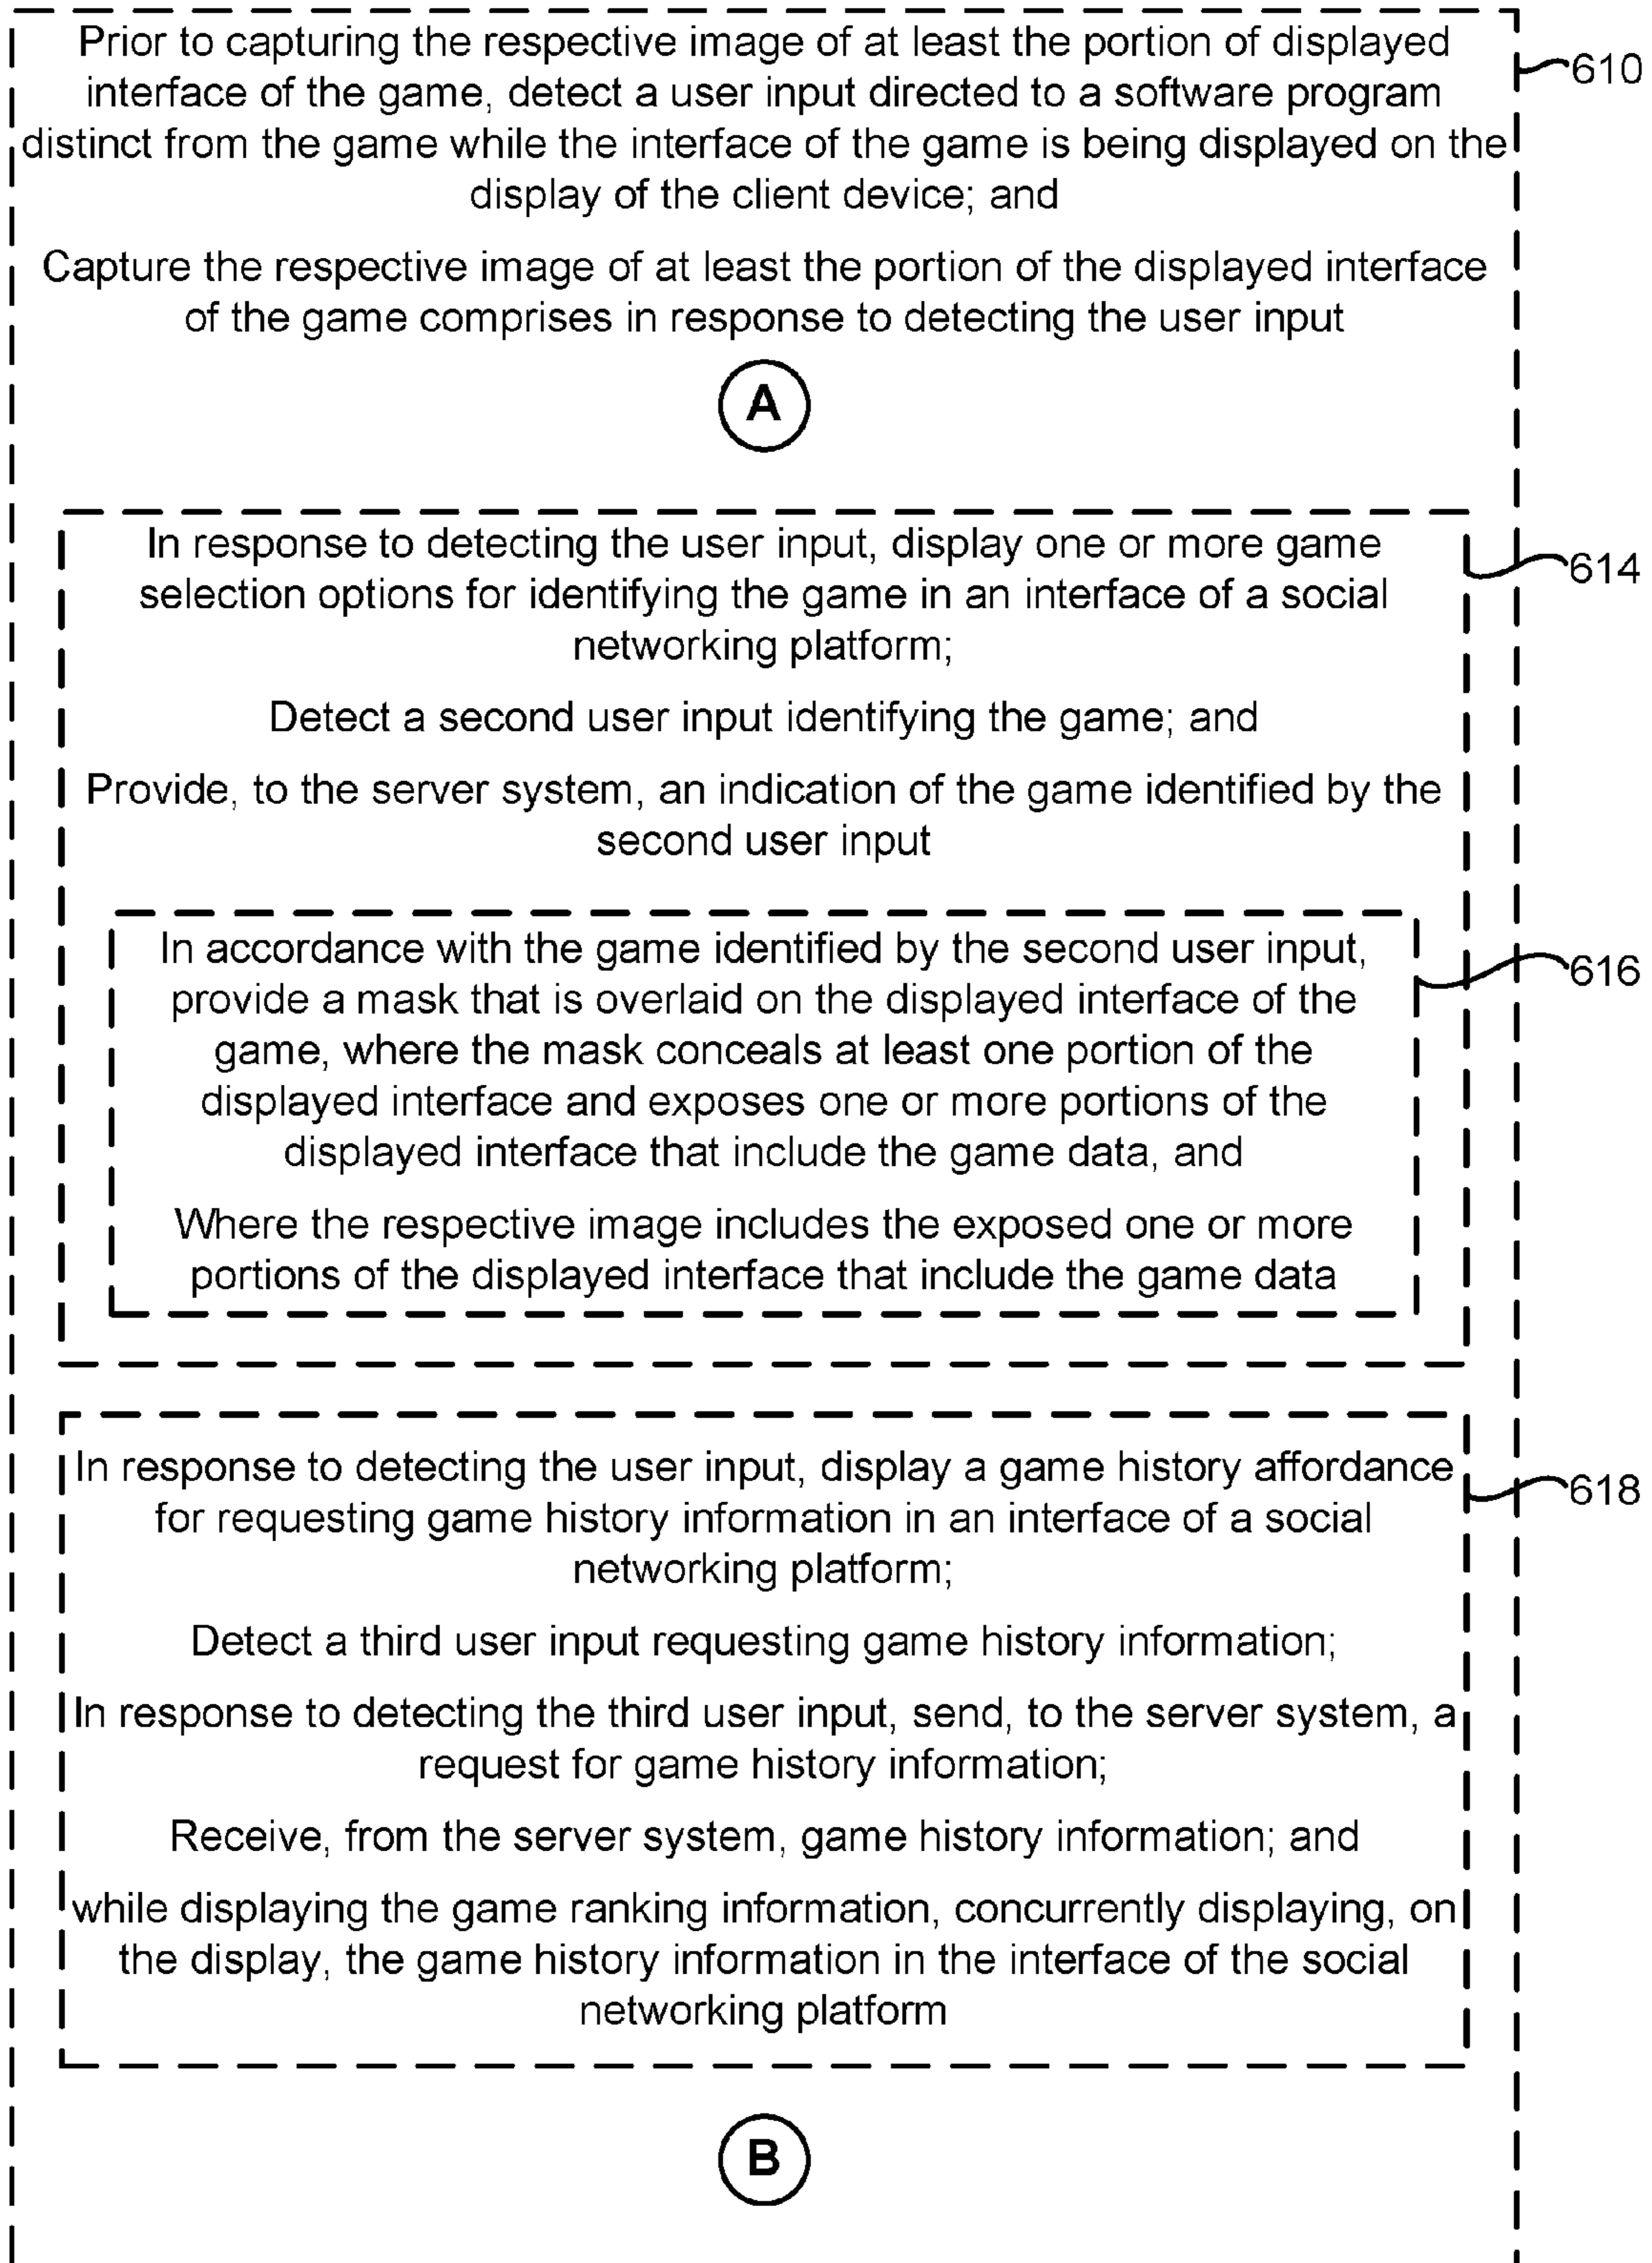 Prior to capturing the respective image of at least the portion of displayed
interface of the game, detect a user input directed to a software program
distinct from the game while the interface of the game is being displayed on the
display of the client device; and
610
Capture the respective image of at least the portion of the displayed interface
of the game comprises in response to detecting the user input
A
In response to detecting the user input, display one or more game
selection options for identifying the game in an interface of a social
networking platform;
614
Detect a second user input identifying the game; and
Provide, to the server system, an indication of the game identified by the
second user input
In accordance with the game identified by the second user input,
provide a mask that is overlaid on the displayed interface of the
game, where the mask conceals at least one portion of the
displayed interface and exposes one or more portions of the
displayed interface that include the game data, and
616
Where the respective image includes the exposed one or more
portions of the displayed interface that include the game data
In response to detecting the user input, display a game history affordance
for requesting game history information in an interface of a social
networking platform;
618
Detect a third user input requesting game history information;
In response to detecting the third user input, send, to the server system, a
request for game history information;
Receive, from the server system, game history information; and
while displaying the game ranking information, concurrently displaying, on
the display, the game history information in the interface of the social
networking platform
B